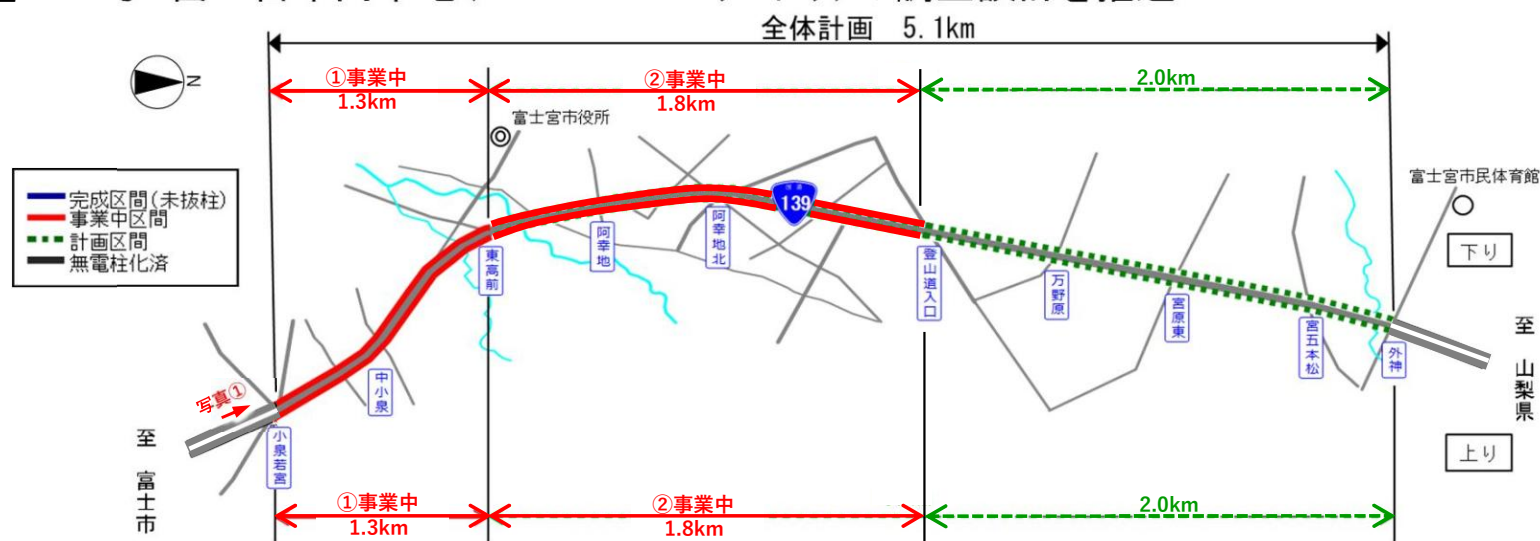 全体計画 5.1km
①事業中
1.3km
②事業中
1.8km
2.0km
N
富士宮市役所
完成区間(未抜柱)
事業中区間
計画区間
無電柱化済
富士宮市民体育館
139
下り
上り
東高前
阿幸地
阿幸地北
登山道入口
万野原
宮原東
宮五本松
外神
中小泉
小泉若宮
写真①
至 富士市
至 山梨県
①事業中
1.3km
②事業中
1.8km
2.0km